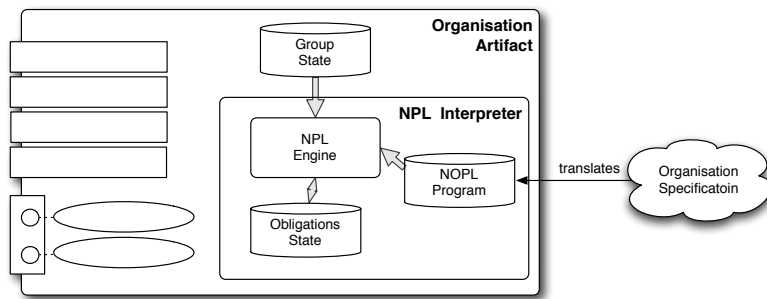 Organisation
Artifact
Group
State
NPL Interpreter
NPL
Engine
NOPL
Program
translates
Organisation
Specificatoin
Obligations
State